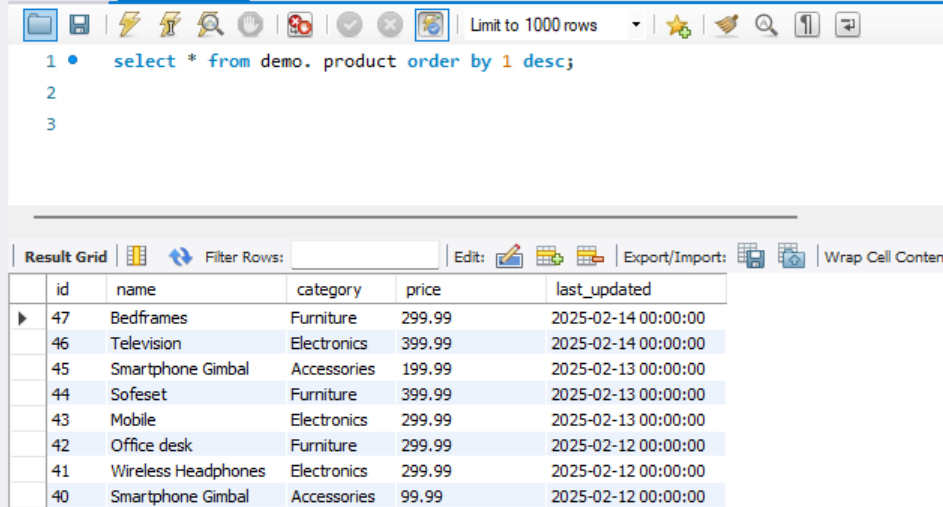 Limit to 1000 rows
1 select * from demo. product order by 1 desc;
2
3
Result Grid Filter Rows: Edit: Export/Import: Wrap Cell Conten
id name category price last_updated
47 Bedframes Furniture 299.99 2025-02-14 00:00:00
46 Television Electronics 399.99 2025-02-14 00:00:00
45 Smartphone Gimbal Accessories 199.99 2025-02-13 00:00:00
44 Sofeset Furniture 399.99 2025-02-13 00:00:00
43 Mobile Electronics 299.99 2025-02-13 00:00:00
42 Office desk Furniture 299.99 2025-02-12 00:00:00
41 Wireless Headphones Electronics 299.99 2025-02-12 00:00:00
40 Smartphone Gimbal Accessories 99.99 2025-02-12 00:00:00